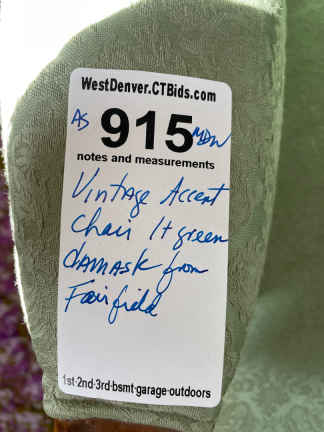 WestDenver.CTBids.com
AS 915 MDW
notes and measurements
Vintage Accent
Chair lt green
damask from
Fairfield
1st·2nd·3rd·bsmt·garage·outdoors